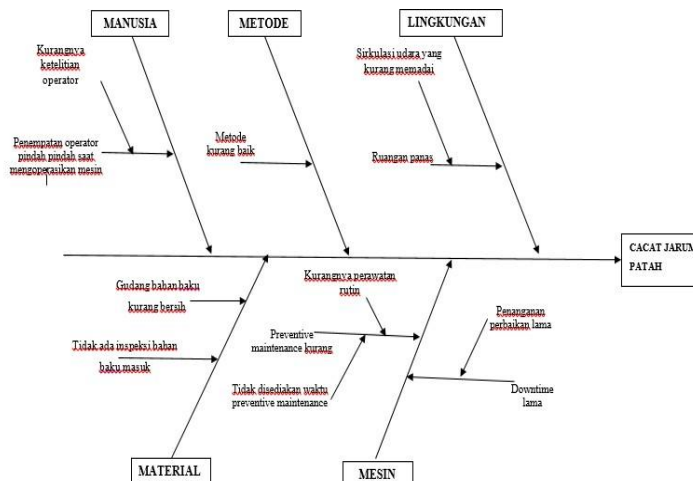 MANUSIA
METODE
LINGKUNGAN
Kurangnya
ketelitian
operator
Sirkulasi udara yang
kurang memadai
Penempatan operator
pindah pindah saat
mengoperasikan mesin
Metode
kurang baik
Ruangan panas
CACAT JARUM
PATAH
Gudang bahan baku
kurang bersih
Kurangnya perawatan
rutin
Penanganan
perbaikan lama
Tidak ada inspeksi bahan
baku masuk
Preventive
maintenance kurang
Tidak disediakan waktu
preventive maintenance
Downtime
lama
MATERIAL
MESIN